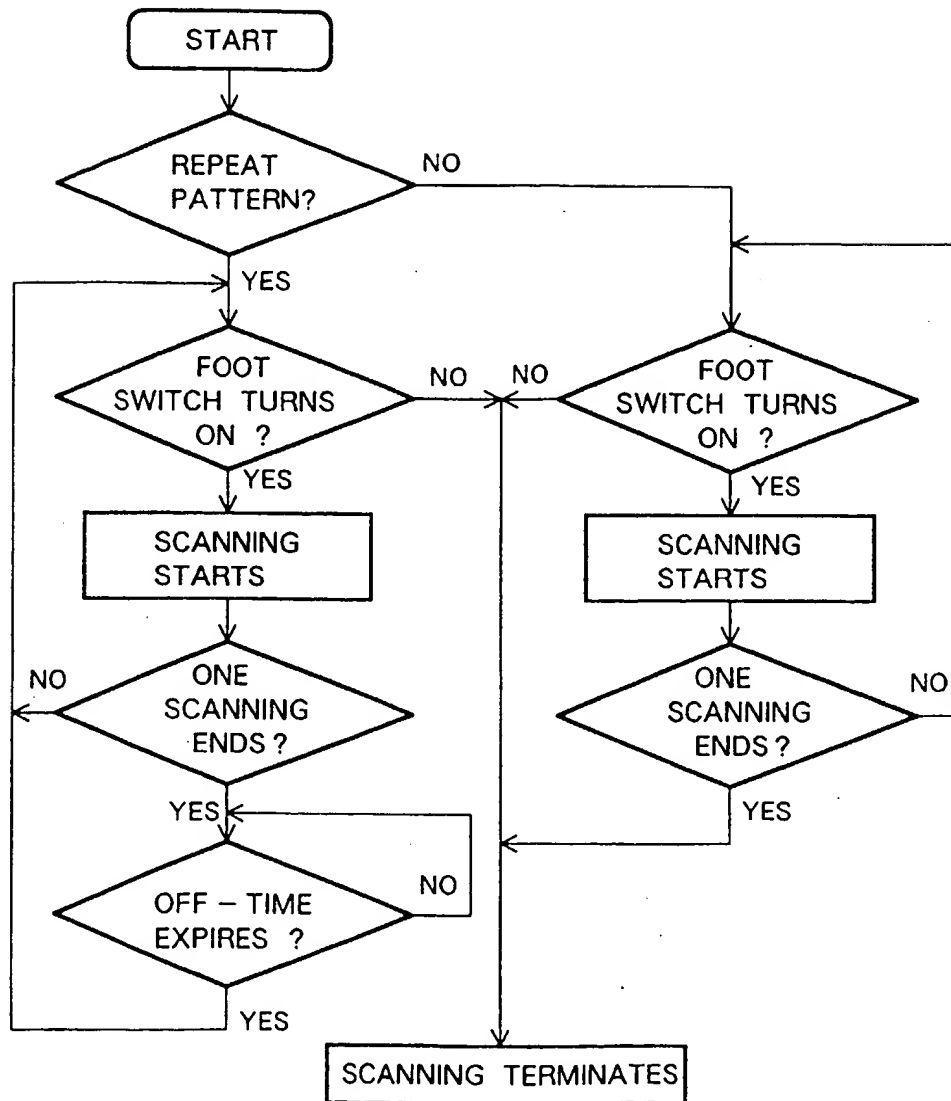 START
REPEAT
PATTERN?
NO
YES
FOOT
SWITCH TURNS
ON ?
NO
NO
FOOT
SWITCH TURNS
ON ?
YES
YES
SCANNING
STARTS
SCANNING
STARTS
NO
ONE
SCANNING
ENDS?
ONE
SCANNING
ENDS?
NO
YES
YES
OFF – TIME
EXPIRES ?
NO
YES
SCANNING TERMINATES